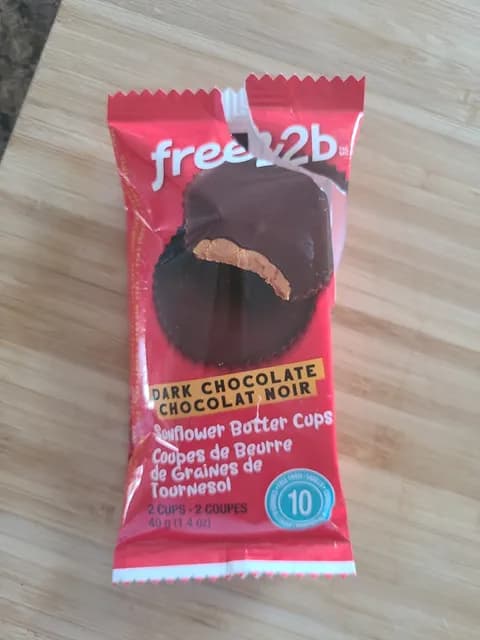 free2b
DARK CHOCOLATE
CHOCOLAT NOIR
Sunflower Butter Cups
Coupes de Beurre
de Graines de
Tournesol
2 CUPS - 2 COUPES
40 g (1.4 oz)
10